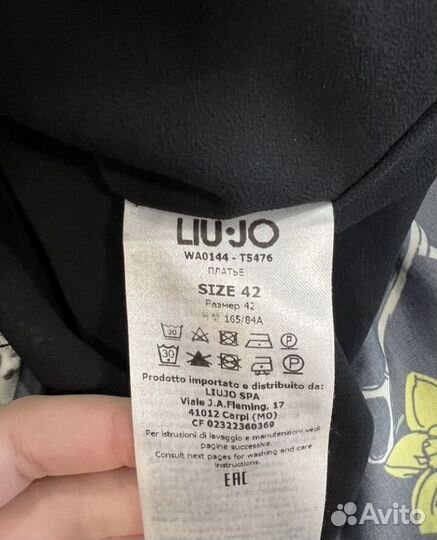 LIU·JO
WA0144 - T5476
ПЛАТЬЕ
SIZE 42
Размер 42
165/84A
30
30
Prodotto importato e distribuito da:
LIUJO SPA
Viale J.A.Fleming, 17
41012 Carpi (MO)
CF 02322360369
Per istruzioni di lavaggio e manutenzioni vedi
pagine successive.
Consult next pages for washing and care
instructions.
EAC
Avito